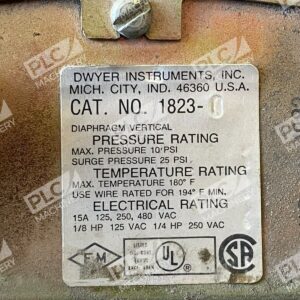 DWYER INSTRUMENTS, INC.
MICH. CITY, IND. 46360 U.S.A.
CAT. NO. 1823-
DIAPHRAGM VERTICAL
PRESSURE RATING
MAX. PRESSURE 10 PSI
SURGE PRESSURE 25 PSI
TEMPERATURE RATING
MAX. TEMPERATURE 180° F
USE WIRE RATED FOR 194° F MIN.
ELECTRICAL RATING
15A 125, 250, 480 VAC
1/8 HP 125 VAC 1/4 HP 250 VAC
FM
UL
SA
PLC
MACHINERY